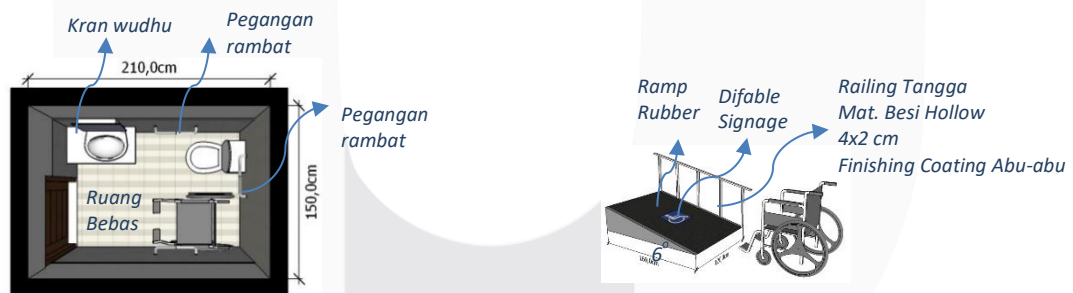 Kran wudhu
Pegangan
rambat
210,0cm
Pegangan
rambat
150,0cm
Ruang
Bebas
Ramp
Rubber
Difable
Signage
Railing Tangga
Mat. Besi Hollow
4x2 cm
Finishing Coating Abu-abu
6°